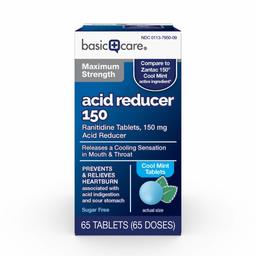 NDC 0113-7950-09
basic care®
Maximum
Strength
Compare to
Zantac 150®
Cool Mint
active ingredient*
acid reducer
150
Ranitidine Tablets, 150 mg
Acid Reducer
Releases a Cooling Sensation
in Mouth & Throat
PREVENTS
& RELIEVES
HEARTBURN
associated with
acid indigestion
and sour stomach
Sugar Free
Cool Mint
Tablets
actual size
65 TABLETS (65 DOSES)